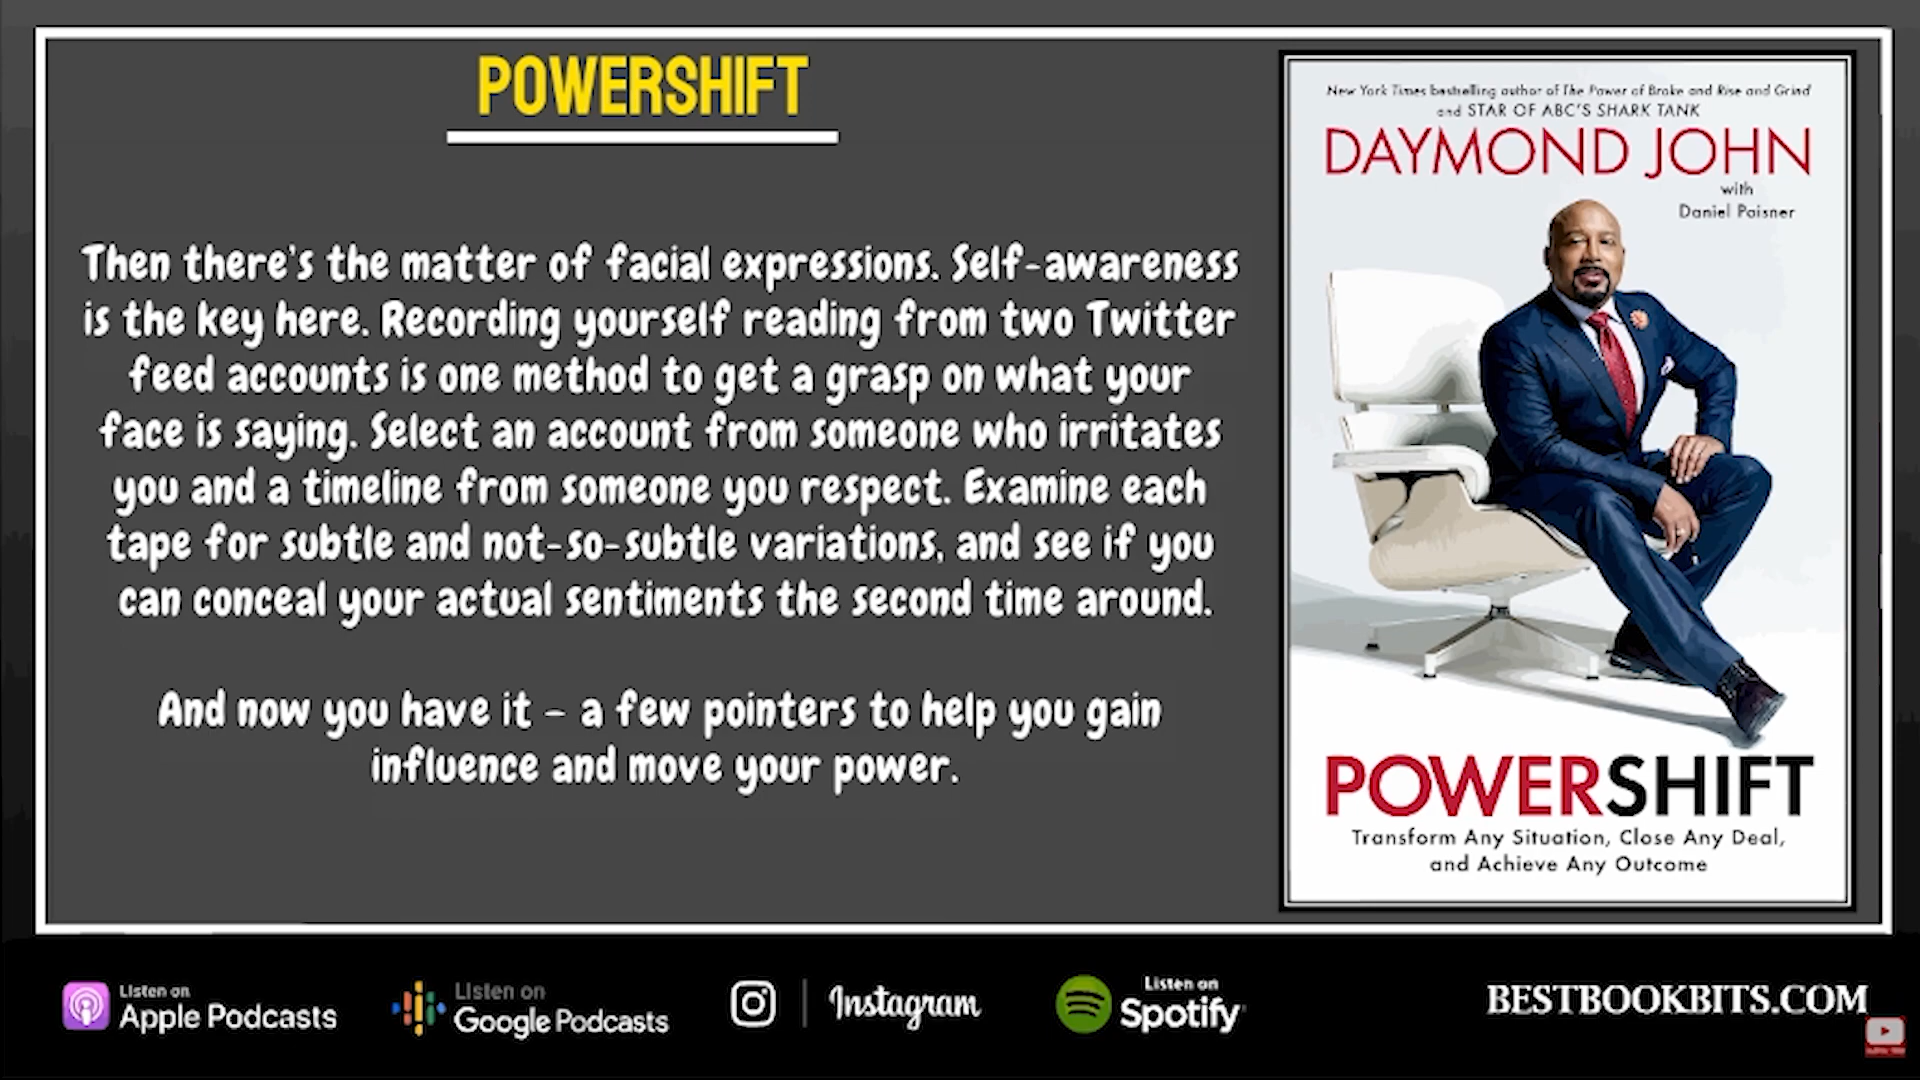 POWERSHIFT
Then there's the matter of facial expressions. Self-awareness
is the key here. Recording yourself reading from two Twitter
feed accounts is one method to get a grasp on what your
face is saying. Select an account from someone who irritates
you and a timeline from someone you respect. Examine each
tape for subtle and not-so-subtle variations, and see if you
can conceal your actual sentiments the second time around.
And now you have it – a few pointers to help you gain
influence and move your power.
New York Times bestselling author of The Power of Broke and Rise and Grind
and STAR OF ABC'S SHARK TANK
DAYMOND JOHN
with
Daniel Paisner
POWERSHIFT
Transform Any Situation, Close Any Deal,
and Achieve Any Outcome
Listen on
Apple Podcasts
Listen on
Google Podcasts
Instagram
Listen on
Spotify
BESTBOOKBITS.COM